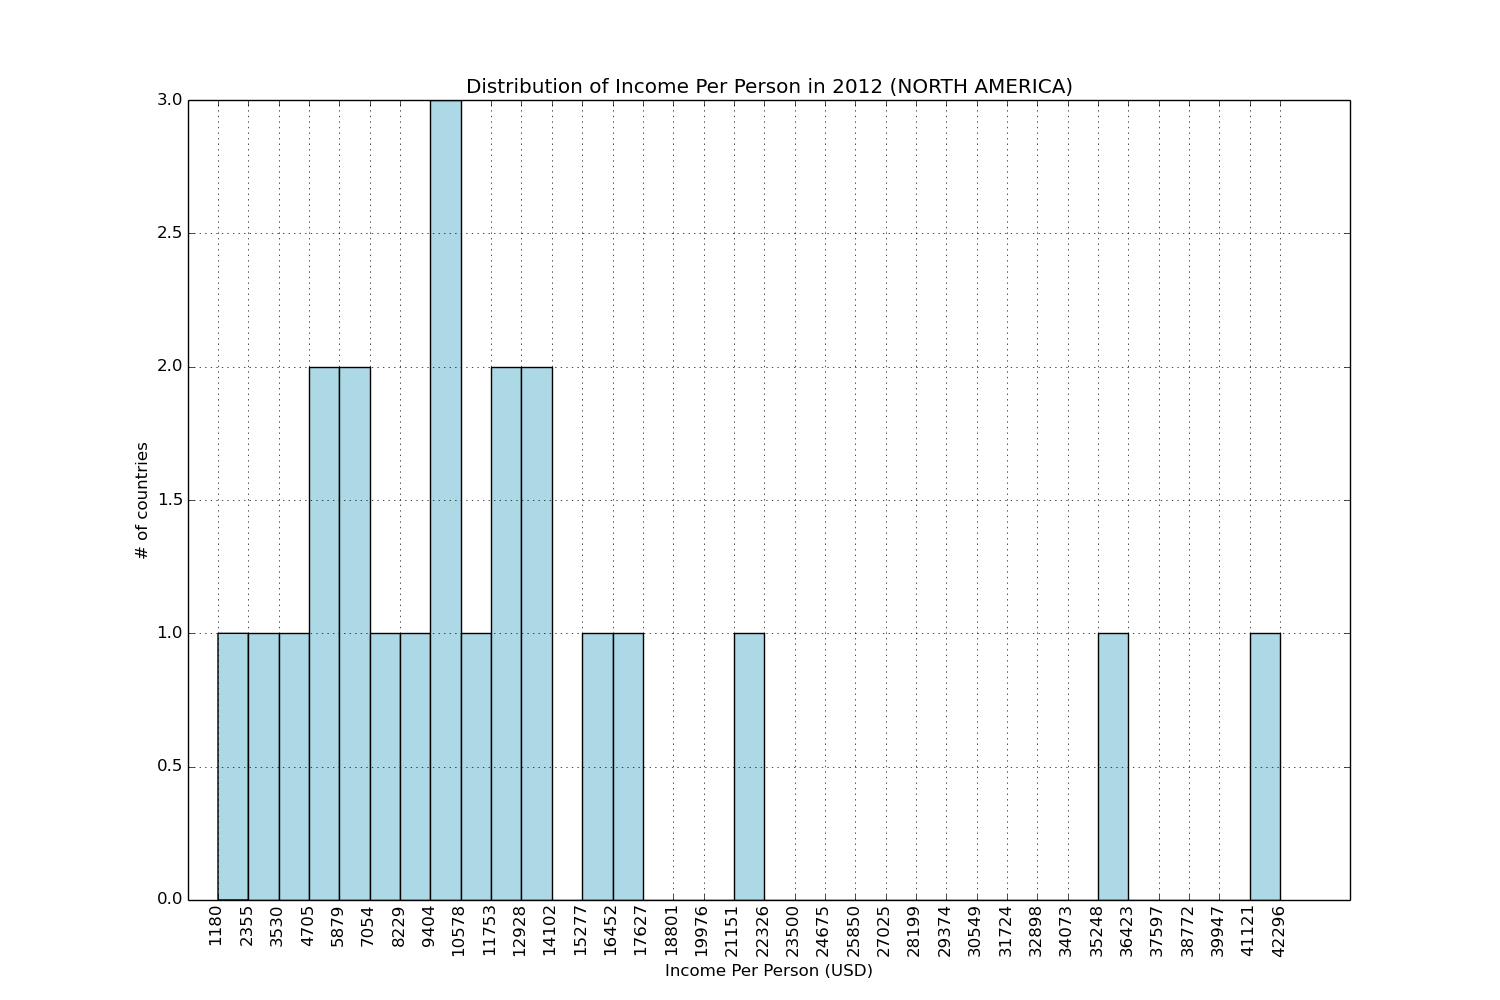 Distribution of Income Per Person in 2012 (NORTH AMERICA)
3.0
2.5
2.0
1.5
1.0
0.5
0.0
# of countries
1180 2355 3530 4705 5879 7054 8229 9404 10578 11753 12928 14102 15277 16452 17627 18801 19976 21151 22326 23500 24675 25850 27025 28199 29374 30549 31724 32898 34073 35248 36423 37597 38772 39947 41121 42296
Income Per Person (USD)